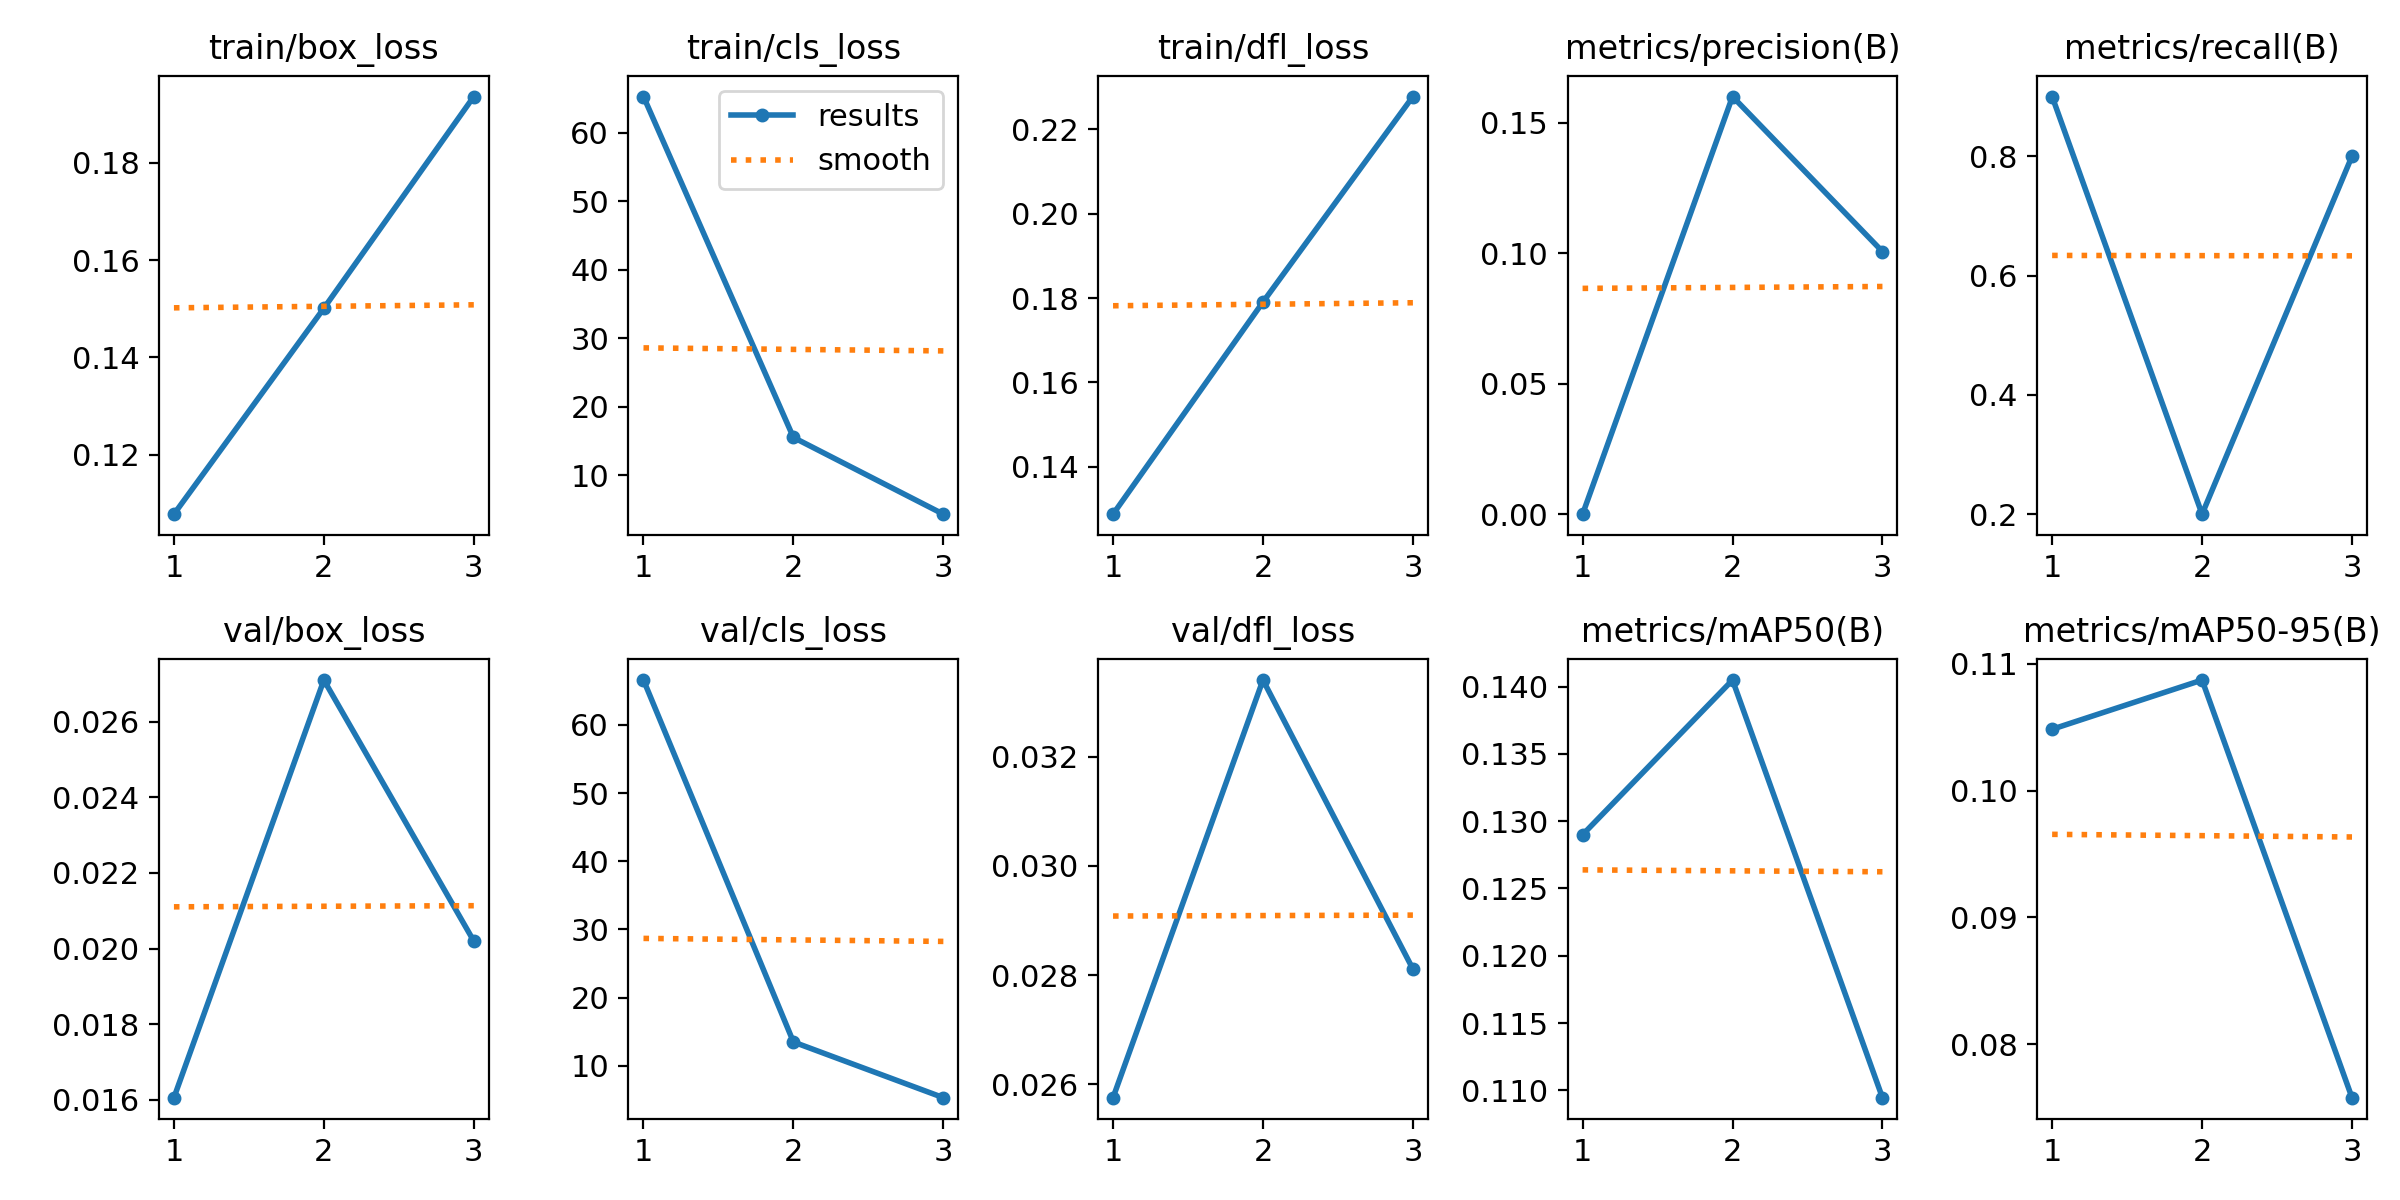 train/box_loss
0.18
0.16
0.14
0.12
1 2 3
train/cls_loss
results
smooth
60
50
40
30
20
10
1 2 3
train/dfl_loss
0.22
0.20
0.18
0.16
0.14
1 2 3
metrics/precision(B)
0.15
0.10
0.05
0.00
1 2 3
metrics/recall(B)
0.8
0.6
0.4
0.2
1 2 3
val/box_loss
0.026
0.024
0.022
0.020
0.018
0.016
1 2 3
val/cls_loss
60
50
40
30
20
10
1 2 3
val/dfl_loss
0.032
0.030
0.028
0.026
1 2 3
metrics/mAP50(B)
0.140
0.135
0.130
0.125
0.120
0.115
0.110
1 2 3
metrics/mAP50-95(B)
0.11
0.10
0.09
0.08
1 2 3